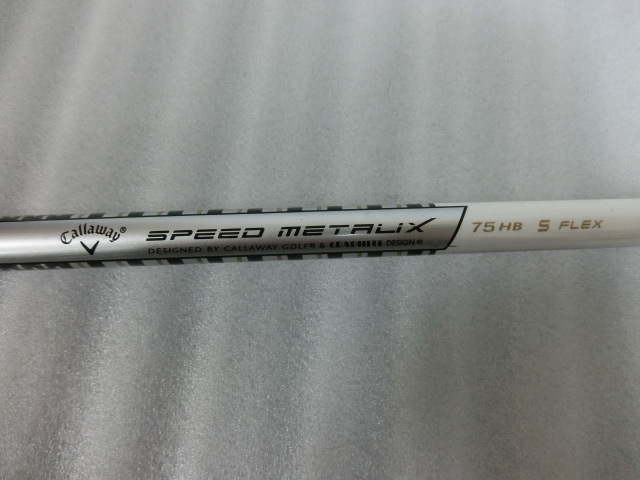 Callaway®
SPEED METALIX
DESIGNED BY CALLAWAY GOLF® & GRAPHITE DESIGN®
75 HB S FLEX